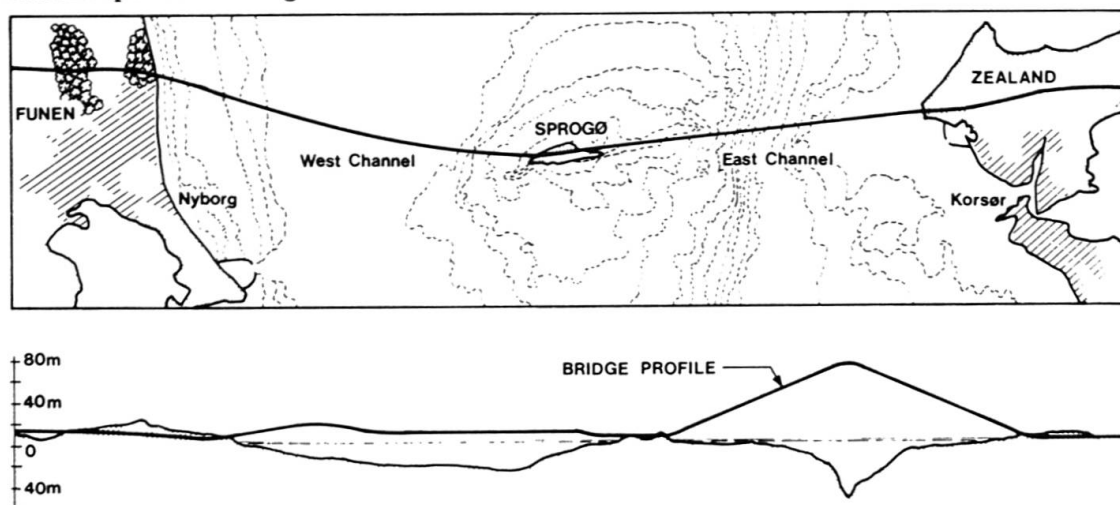 ZEALAND
FUNEN
SPROGØ
West Channel
East Channel
Nyborg
Korsør
80m
BRIDGE PROFILE
40m
0
40m